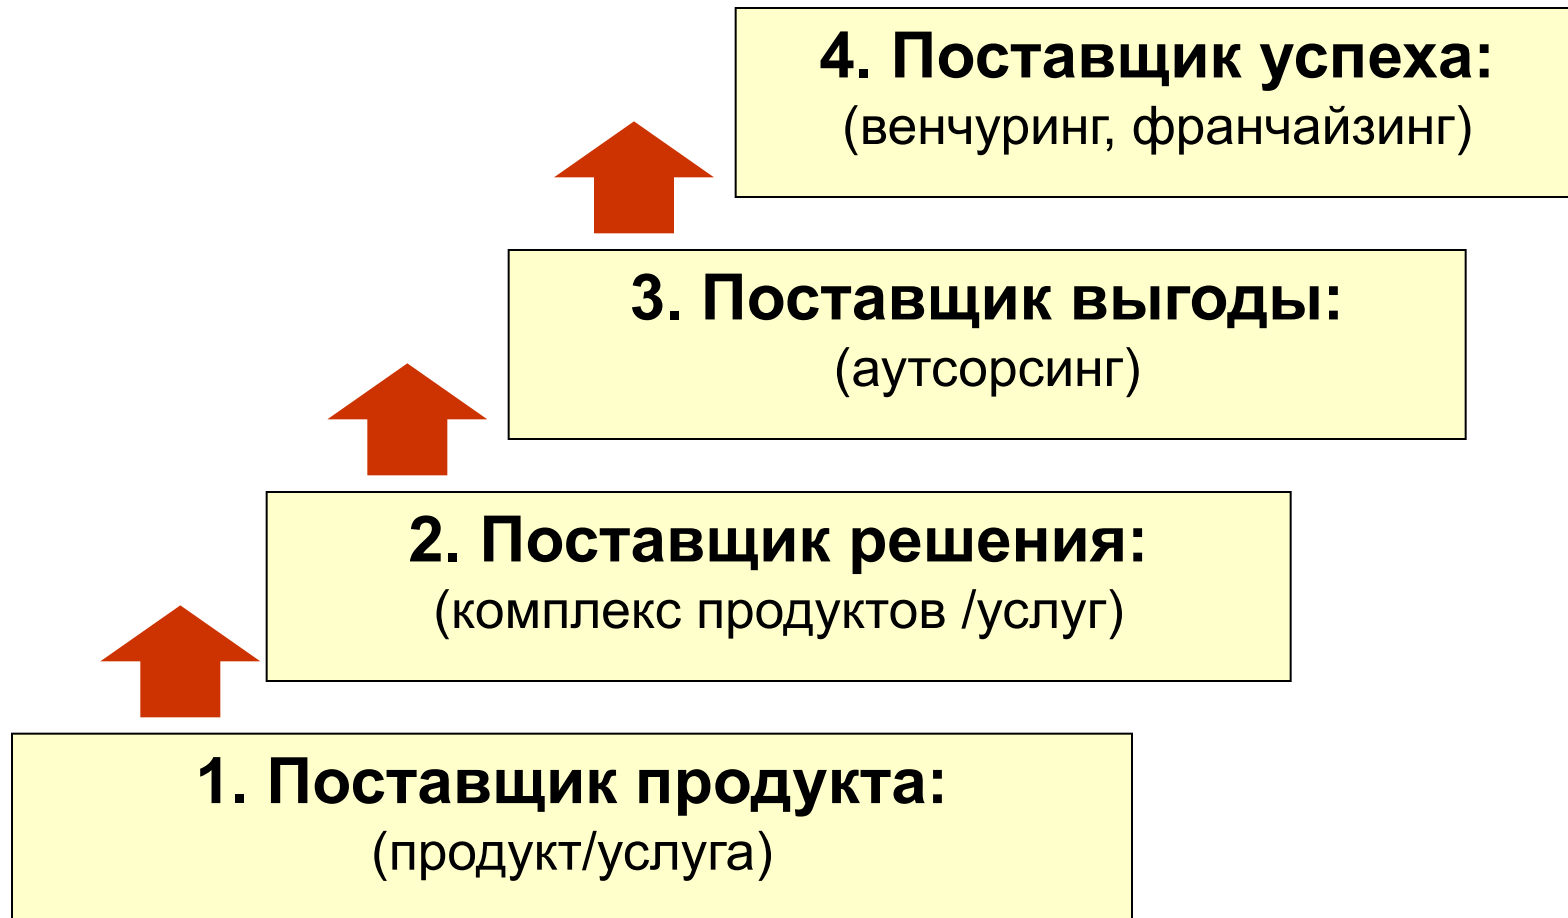 4. Поставщик успеха:
(венчуринг, франчайзинг)
3. Поставщик выгоды:
(аутсорсинг)
2. Поставщик решения:
(комплекс продуктов /услуг)
1. Поставщик продукта:
(продукт/услуга)